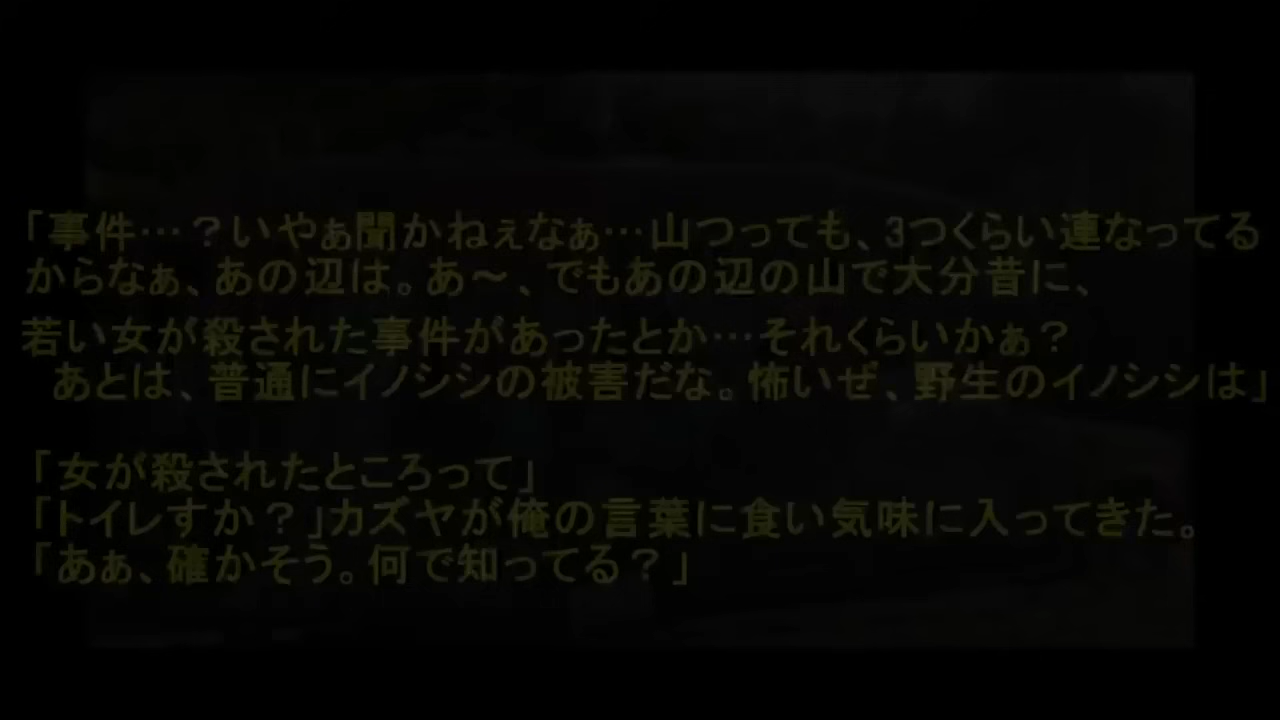 「事件…？いやぁ聞かねぇなぁ…山つっても、3つくらい連なってる
からなぁ、あの辺は。あ～、でもあの辺の山で大分昔に、
若い女が殺された事件があったとか…それくらいかぁ？
あとは、普通にイノシシの被害だな。怖いぜ、野生のイノシシは」
「女が殺されたところって」
「トイレすか？」カズヤが俺の言葉に食い気味に入ってきた。
「あぁ、確かそう。何で知ってる？」